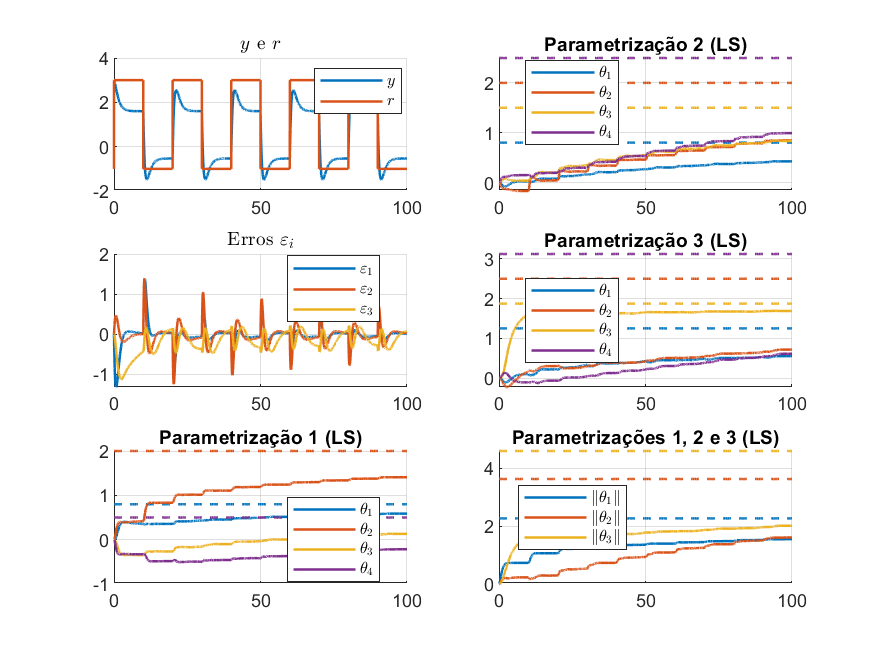 y e r
4
2
0
-2
0
50
100
y
r
Parametrização 2 (LS)
2
1
0
0
50
100
θ1
θ2
θ3
θ4
Erros εi
2
1
0
-1
0
50
100
ε1
ε2
ε3
Parametrização 3 (LS)
3
2
1
0
0
50
100
θ1
θ2
θ3
θ4
Parametrização 1 (LS)
2
1
0
-1
0
50
100
θ1
θ2
θ3
θ4
Parametrizações 1, 2 e 3 (LS)
4
2
0
0
50
100
‖θ1‖
‖θ2‖
‖θ3‖